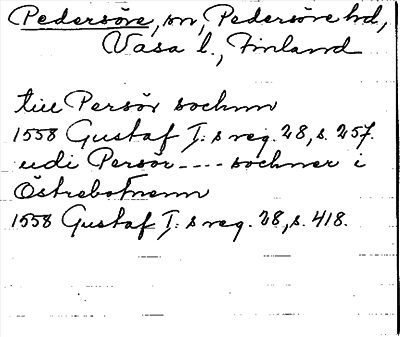 Pedersöre, sn, Pedersöre hd,
Vasa l., Finland
till Persör sochnn
1558 Gustaf I: s reg. 28, s. 257.
udi Persör ---- sochner i
Östrebotnenn
1558 Gustaf I: s reg. 28, s. 418.